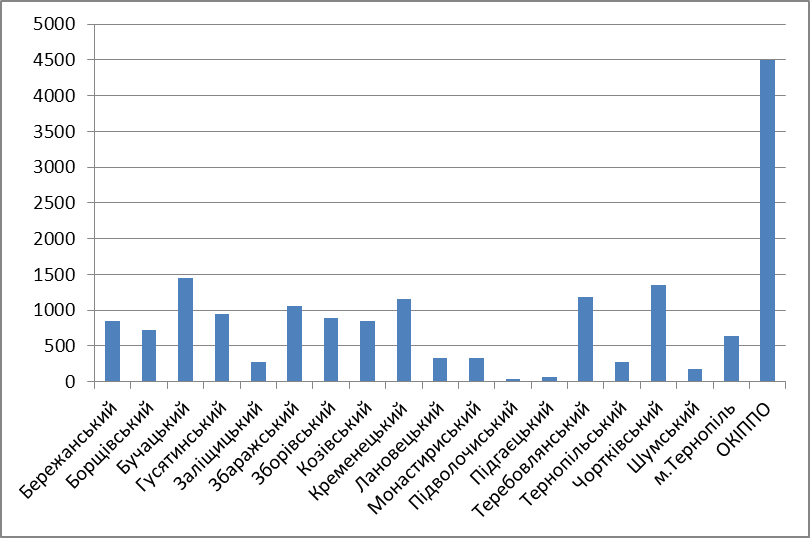 5000
4500
4000
3500
3000
2500
2000
1500
1000
500
0
Бережанський
Борщівський
Бучацький
Гусятинський
Заліщицький
Збаражський
Зборівський
Козівський
Кременецький
Лановецький
Монастириський
Підволочиський
Підгаєцький
Теребовлянський
Тернопільський
Чортківський
Шумський
м.Тернопіль
ОКІППО